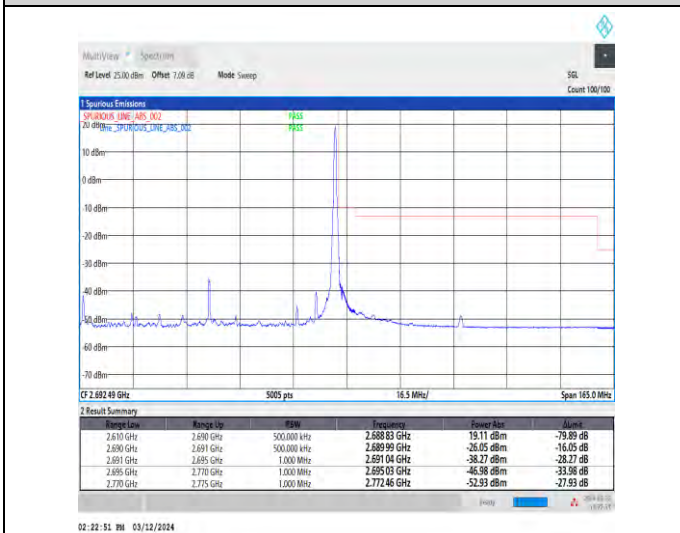 MultiView Spectrum
Ref Level 25.00 dBm Offset 7.09 dB Mode Sweep SGL
Count 100/100
1 Spurious Emissions
SPURIOUS_LINE_ABS_002 PASS
20 dBm Line _SPURIOUS_LINE_ABS_002 PASS
10 dBm
0 dBm
-10 dBm
-20 dBm
-30 dBm
-40 dBm
-50 dBm
-60 dBm
-70 dBm
CF 2.692 49 GHz 5005 pts 16.5 MHz/ Span 165.0 MHz
2 Result Summary
Range Low Range Up RBW Frequency Power Abs ΔLimit
2.610 GHz 2.690 GHz 500.000 kHz 2.688 83 GHz 19.11 dBm -79.89 dB
2.690 GHz 2.691 GHz 500.000 kHz 2.689 99 GHz -26.05 dBm -16.05 dB
2.691 GHz 2.695 GHz 1.000 MHz 2.691 04 GHz -38.27 dBm -28.27 dB
2.695 GHz 2.770 GHz 1.000 MHz 2.695 03 GHz -46.98 dBm -33.98 dB
2.770 GHz 2.775 GHz 1.000 MHz 2.772 46 GHz -52.93 dBm -27.93 dB
02:22:51 PM 03/12/2024